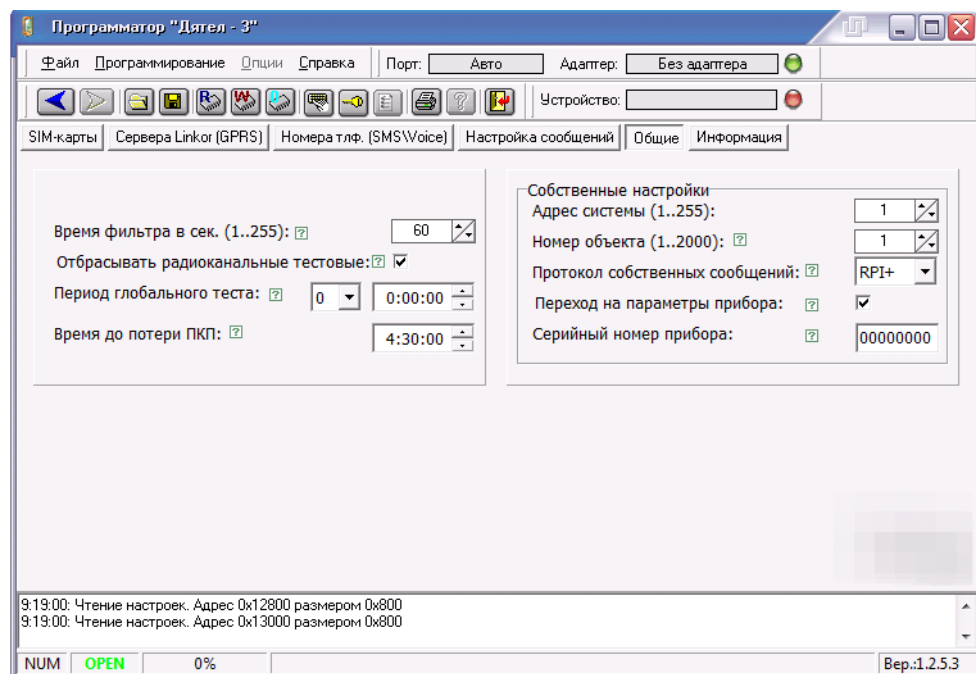 Программатор "Дятел - 3"
Файл Программирование Опции Справка Порт: Авто Адаптер: Без адаптера
Устройство:
SIM-карты Сервера Linkor (GPRS) Номера тлф. (SMS\Voice) Настройка сообщений Общие Информация
Время фильтра в сек. (1..255): ? 60
Отбрасывать радиоканальные тестовые: ?
Период глобального теста: ? 0 0:00:00
Время до потери ПКП: ? 4:30:00
Собственные настройки
Адрес системы (1..255): 1
Номер объекта (1..2000): ? 1
Протокол собственных сообщений: ? RPI+
Переход на параметры прибора: ?
Серийный номер прибора: ? 00000000
9:19:00: Чтение настроек. Адрес 0x12800 размером 0x800
9:19:00: Чтение настроек. Адрес 0x13000 размером 0x800
NUM OPEN 0% Вер.:1.2.5.3